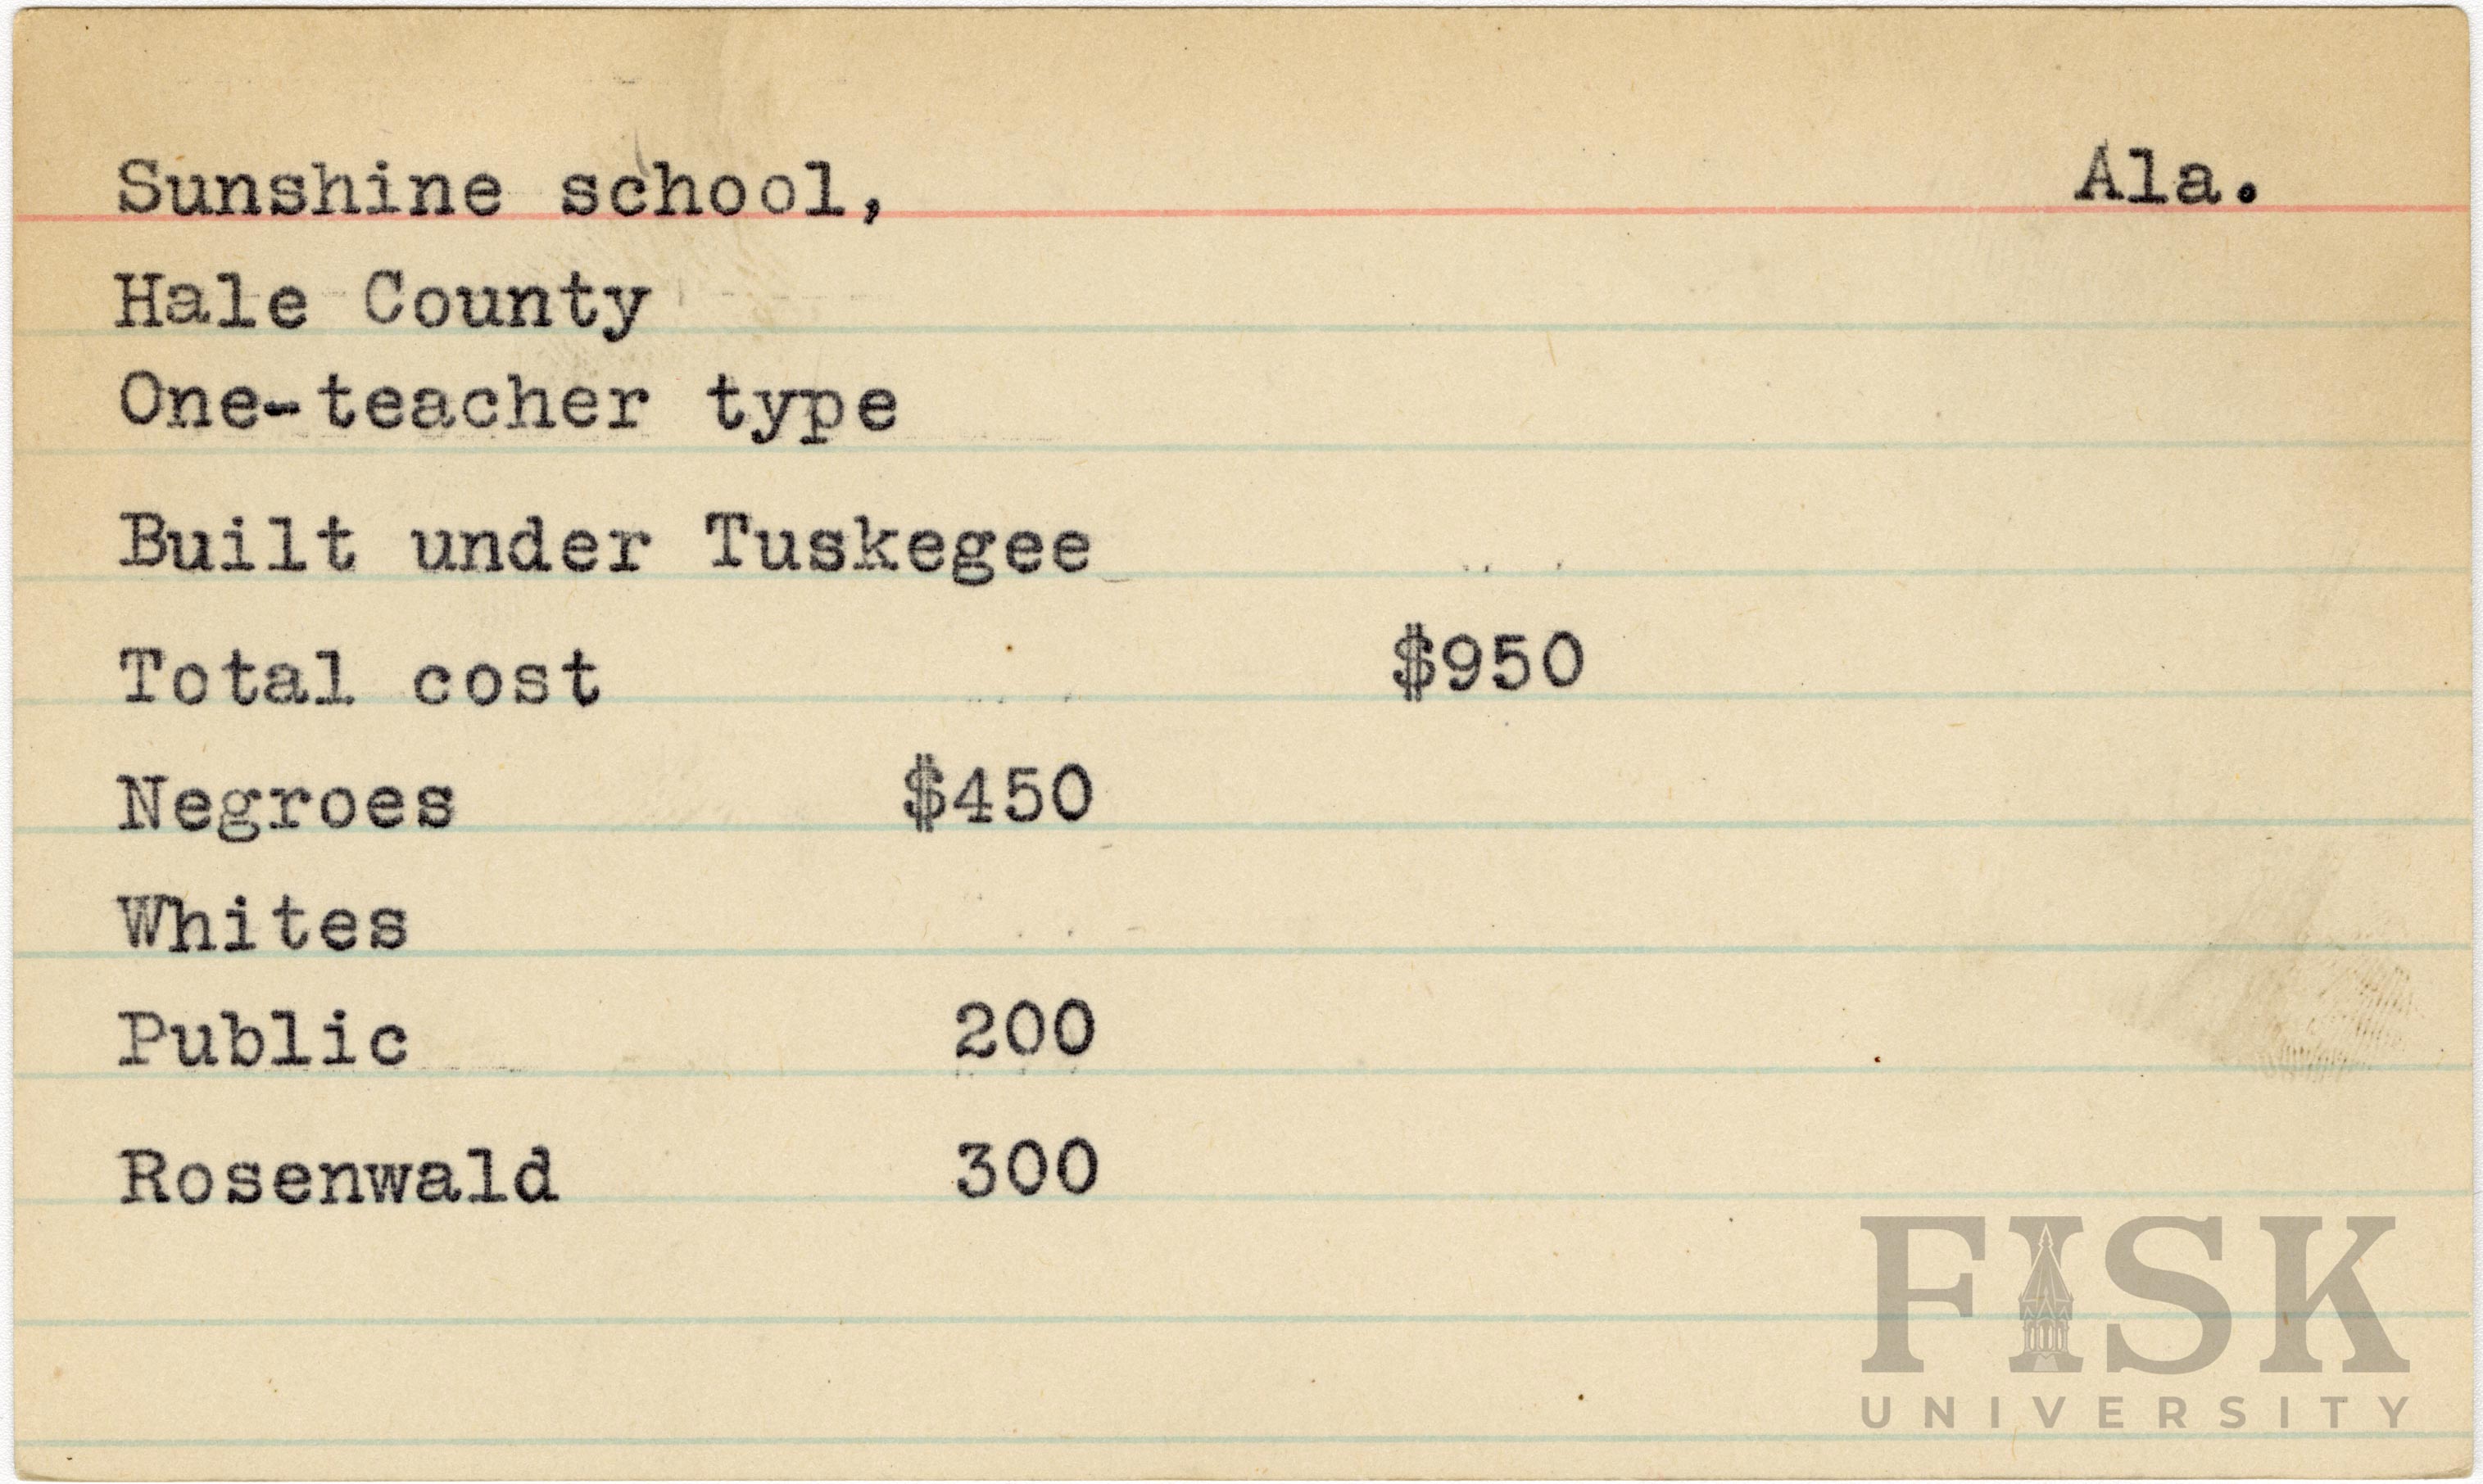 Sunshine school, Ala.
Hale County
One-teacher type
Built under Tuskegee
Total cost $950
Negroes $450
Whites
Public 200
Rosenwald 300
FISK
UNIVERSITY